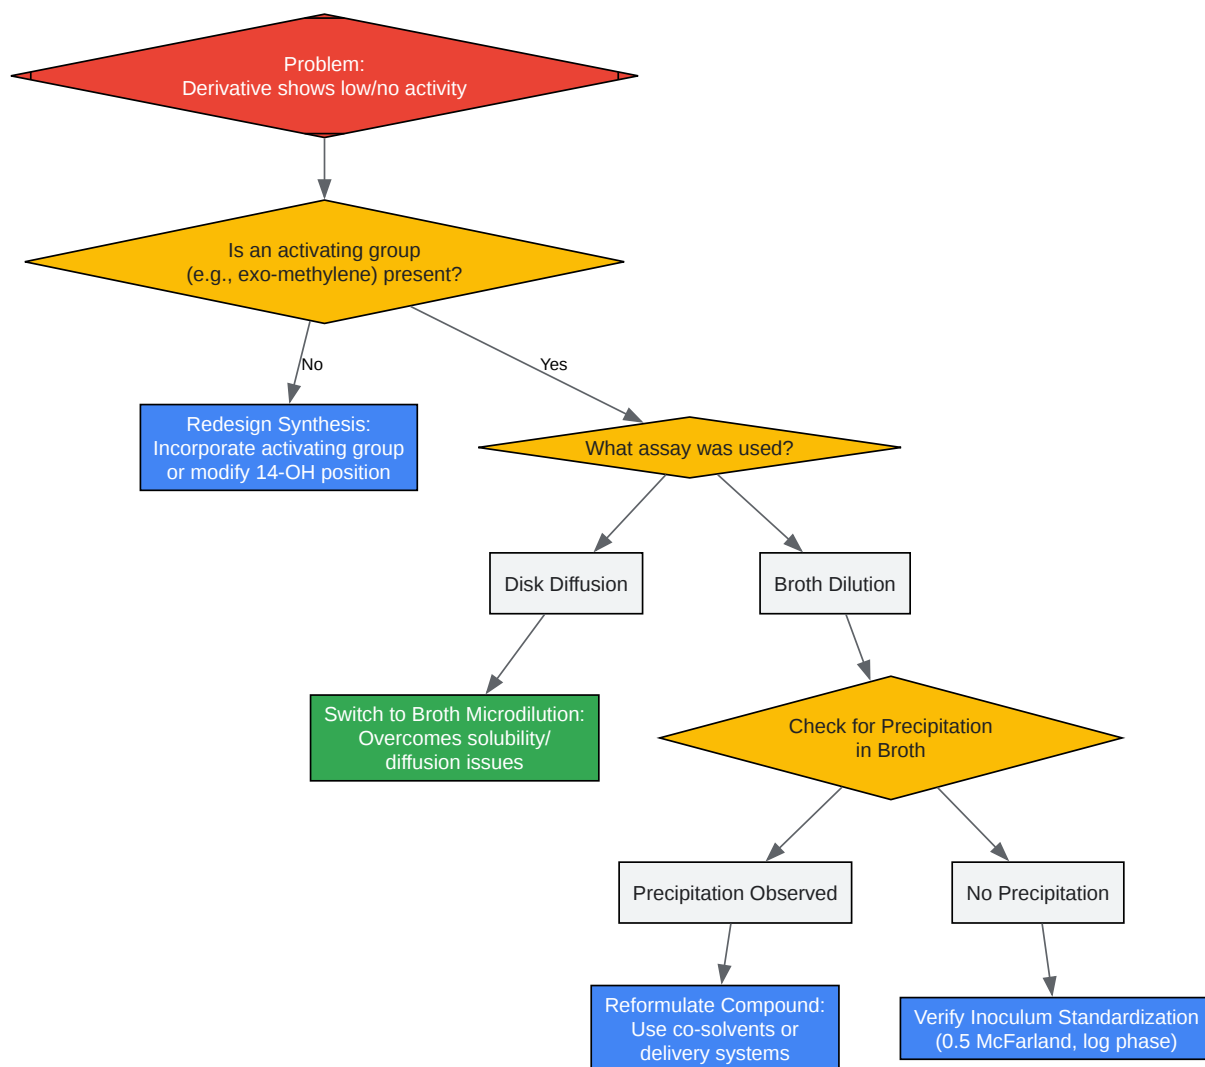 Problem:
Derivative shows low/no activity
Is an activating group
(e.g., exo-methylene) present?
No
Yes
Redesign Synthesis:
Incorporate activating group
or modify 14-OH position
What assay was used?
Disk Diffusion
Broth Dilution
Switch to Broth Microdilution:
Overcomes solubility/
diffusion issues
Check for Precipitation
in Broth
Precipitation Observed
No Precipitation
Reformulate Compound:
Use co-solvents or
delivery systems
Verify Inoculum Standardization
(0.5 McFarland, log phase)